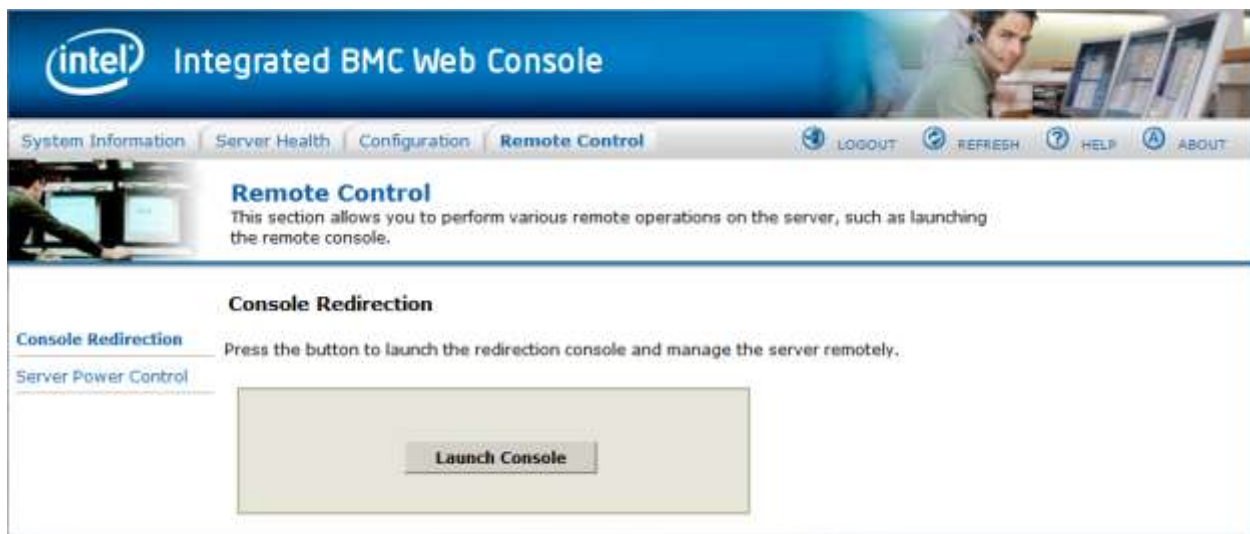 intel Integrated BMC Web Console
System Information Server Health Configuration Remote Control LOGOUT REFRESH HELP ABOUT
Remote Control
This section allows you to perform various remote operations on the server, such as launching
the remote console.
Console Redirection
Console Redirection
Press the button to launch the redirection console and manage the server remotely.
Server Power Control
Launch Console